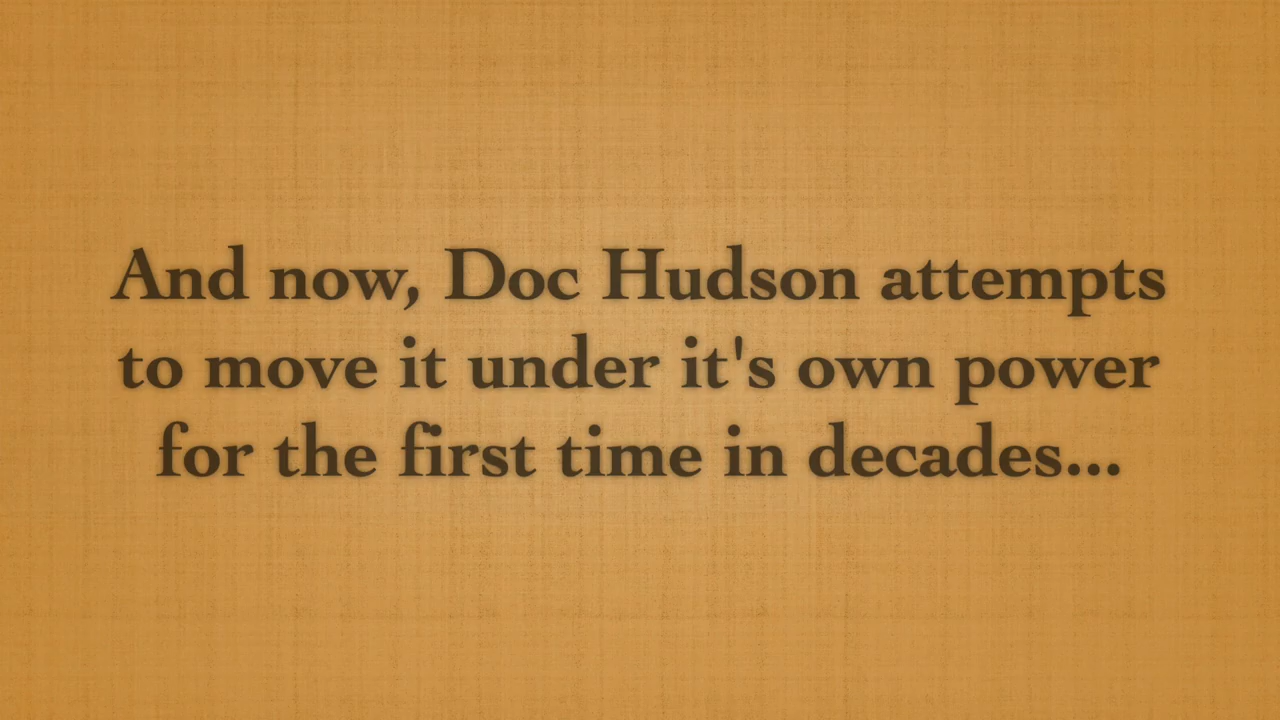 And now, Doc Hudson attempts
to move it under it's own power
for the first time in decades...